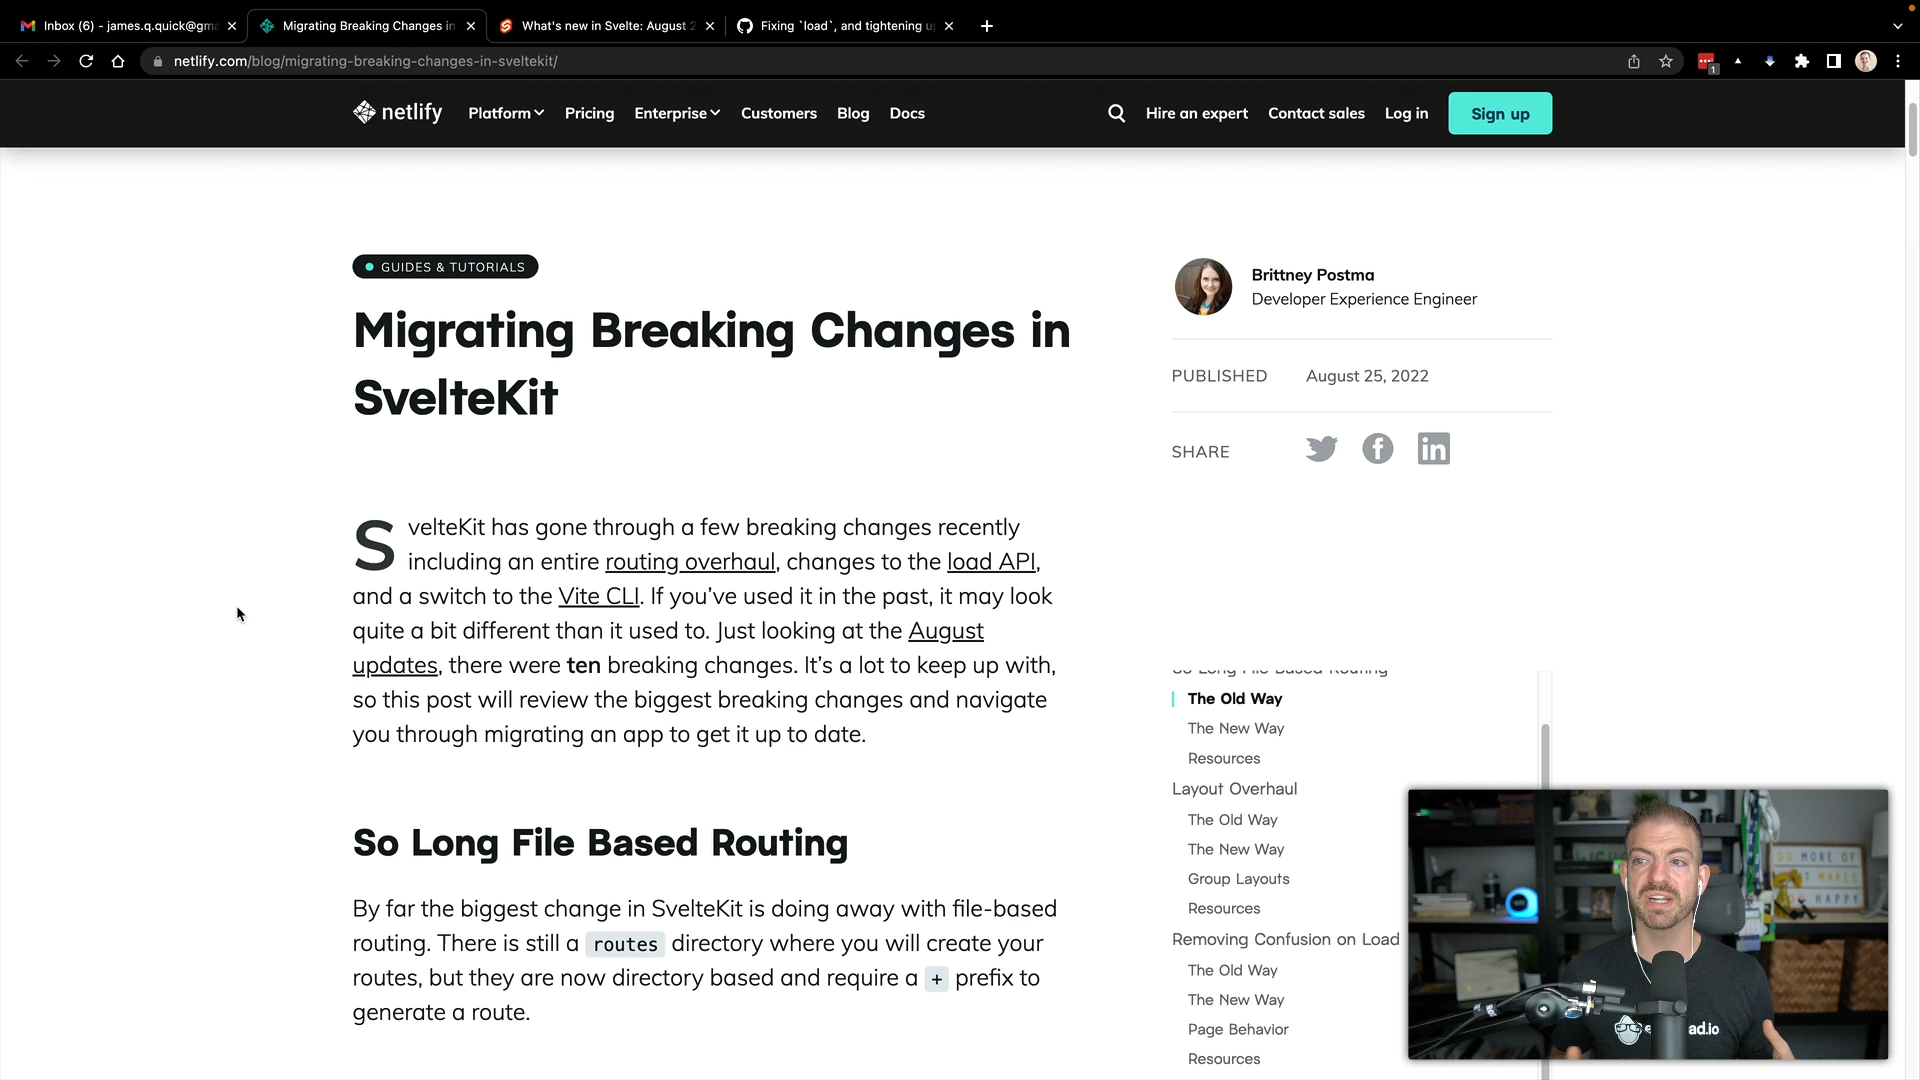 Inbox (6) - james.q.quick@gma
Migrating Breaking Changes in
What's new in Svelte: August 2
Fixing `load`, and tightening u
netlify.com/blog/migrating-breaking-changes-in-sveltekit/
1
netlify
Platform
Pricing
Enterprise
Customers
Blog
Docs
Hire an expert
Contact sales
Log in
Sign up
GUIDES & TUTORIALS
Migrating Breaking Changes in
SvelteKit
Brittney Postma
Developer Experience Engineer
PUBLISHED August 25, 2022
SHARE
SvelteKit has gone through a few breaking changes recently
including an entire routing overhaul, changes to the load API,
and a switch to the Vite CLI. If you've used it in the past, it may look
quite a bit different than it used to. Just looking at the August
updates, there were ten breaking changes. It's a lot to keep up with,
so this post will review the biggest breaking changes and navigate
you through migrating an app to get it up to date.
So Long File Based Routing
By far the biggest change in SvelteKit is doing away with file-based
routing. There is still a routes directory where you will create your
routes, but they are now directory based and require a + prefix to
generate a route.
So Long File Based Routing
The Old Way
The New Way
Resources
Layout Overhaul
The Old Way
The New Way
Group Layouts
Resources
Removing Confusion on Load
The Old Way
The New Way
Page Behavior
Resources
DO MORE OF
T MAKES
HAPPY
ad.io